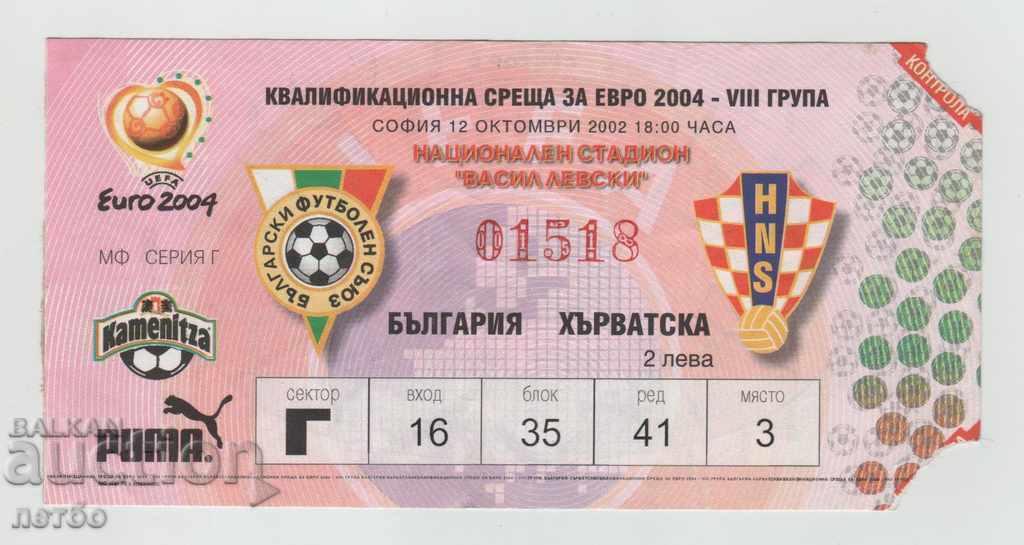 КВАЛИФИКАЦИОННА СРЕЩА ЗА ЕВРО 2004 - VIII ГРУПА
СОФИЯ 12 ОКТОМВРИ 2002 18:00 ЧАСА
НАЦИОНАЛЕН СТАДИОН
"ВАСИЛ ЛЕВСКИ"
КОНТРОЛА
UEFA
Euro 2004
БЪЛГАРСКИ ФУТБОЛЕН СЪЮЗ
01518
HNS
МФ СЕРИЯ Г
Kamenitza
БЪЛГАРИЯ ХЪРВАТСКА
2 лева
сектор вход блок ред място
Г 16 35 41 3
PUMA
БАЛКАН
auction
петбо